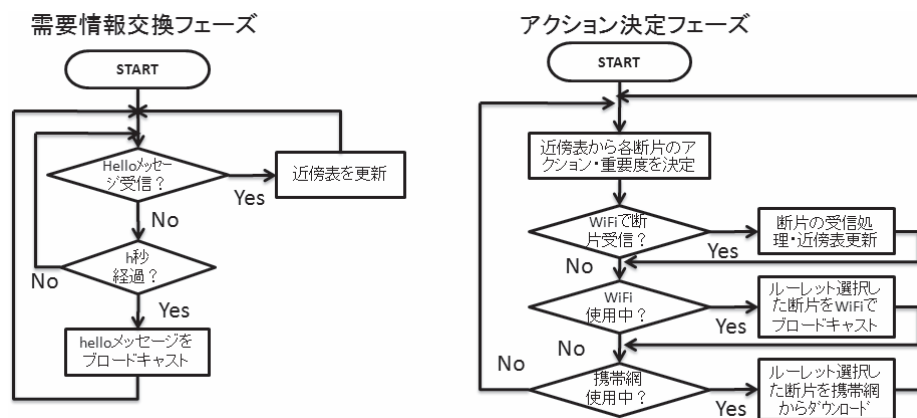 需要情報交換フェーズ
START
Helloメッセー
ジ受信？
Yes
近傍表を更新
No
h秒
経過？
No
Yes
helloメッセージを
ブロードキャスト
アクション決定フェーズ
START
近傍表から各断片のア
クション・重要度を決定
WiFiで断
片受信？
Yes
断片の受信処
理・近傍表更新
No
WiFi
使用中？
Yes
ルーレット選択し
た断片をWiFiで
ブロードキャスト
No
No
携帯網
使用中？
Yes
ルーレット選択し
た断片を携帯網
からダウンロード